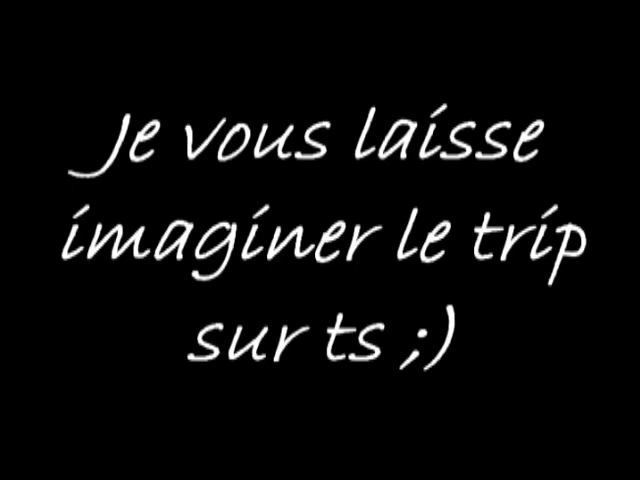 Je vous laisse
imaginer le trip
sur ts ;)